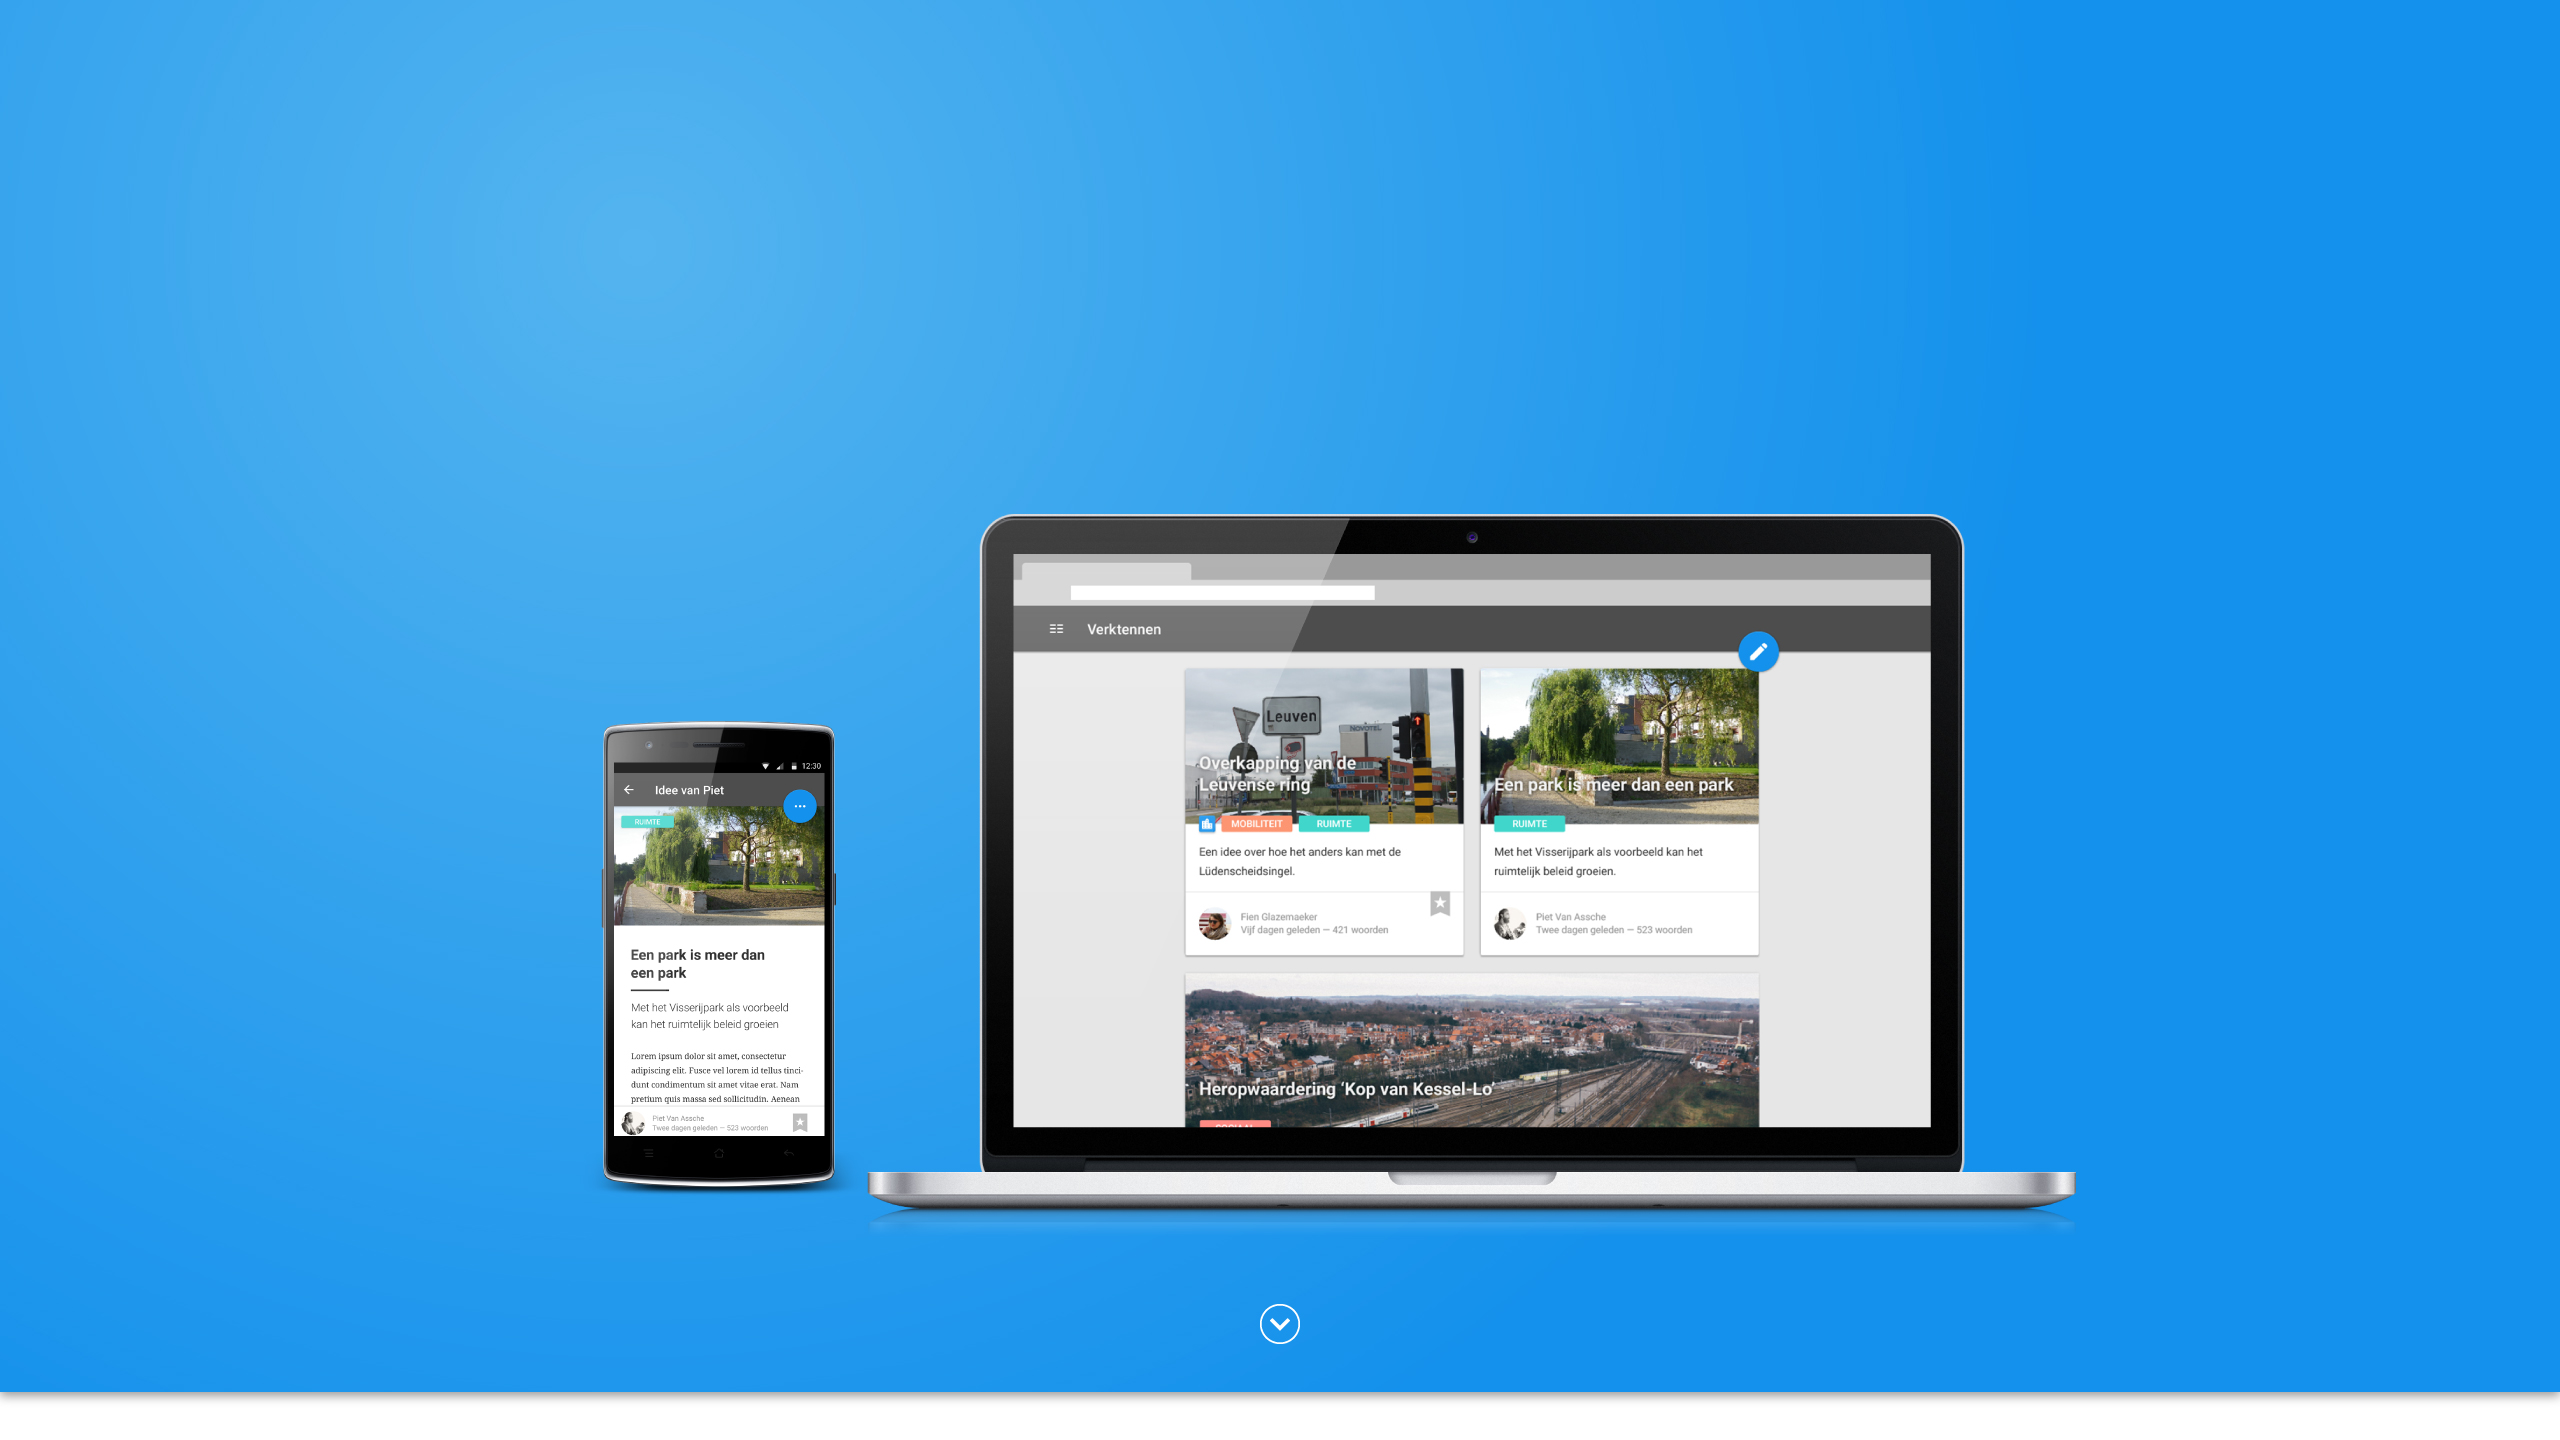 12:30
Idee van Piet
RUIMTE
Een park is meer dan
een park
Met het Visserijpark als voorbeeld
kan het ruimtelijk beleid groeien
Lorem ipsum dolor sit amet, consectetur
adipiscing elit. Fusce vel lorem id tellus tinci-
dunt condimentum sit amet vitae erat. Nam
pretium quis massa sed sollicitudin. Aenean
Piet Van Assche
Twee dagen geleden — 523 woorden
Verktennen
Leuven
NOVOTEL
Overkapping van de
Leuvense ring
MOBILITEIT
RUIMTE
Een idee over hoe het anders kan met de
Lüdenscheidsingel.
Fien Glazemaeker
Vijf dagen geleden — 421 woorden
Een park is meer dan een park
RUIMTE
Met het Visserijpark als voorbeeld kan het
ruimtelijk beleid groeien.
Piet Van Assche
Twee dagen geleden — 523 woorden
Heropwaardering ‘Kop van Kessel-Lo’